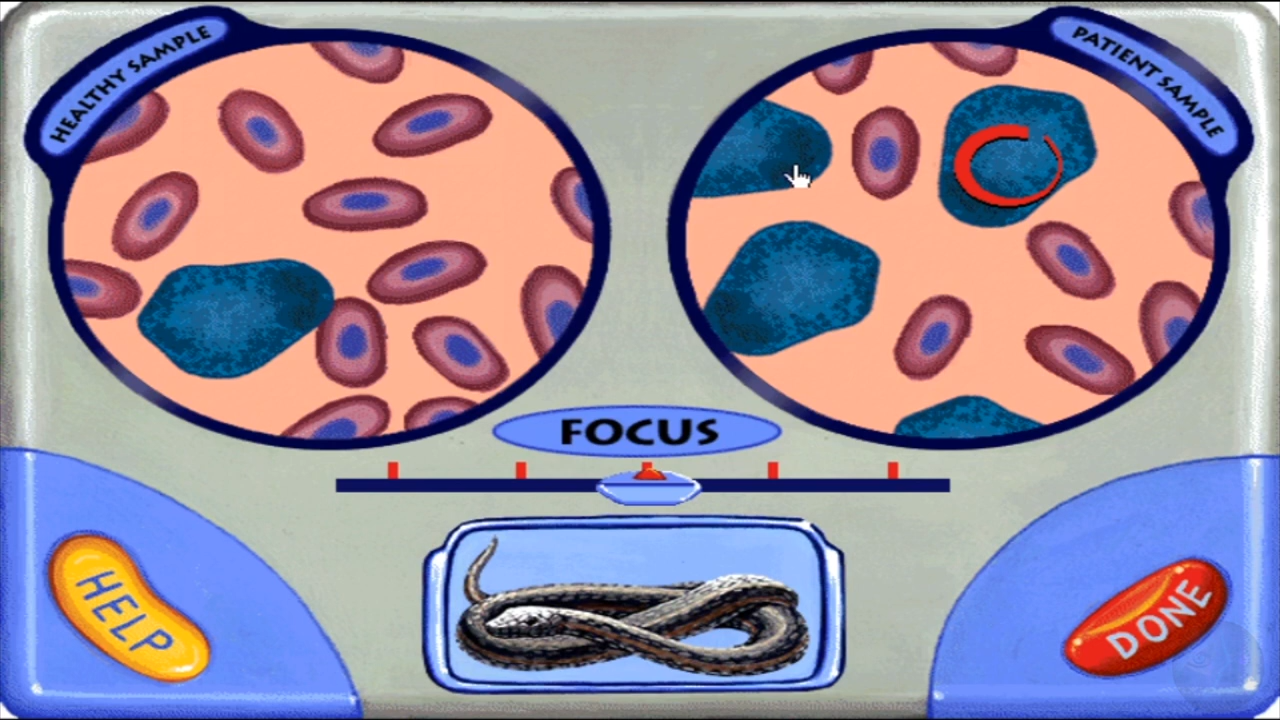 HEALTHY SAMPLE
PATIENT SAMPLE
FOCUS
HELP
DONE